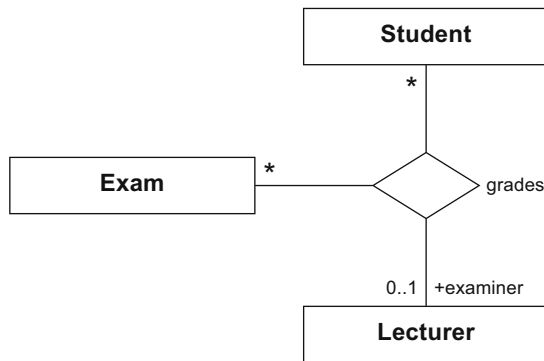 Student
*
Exam
*
grades
0..1
+examiner
Lecturer